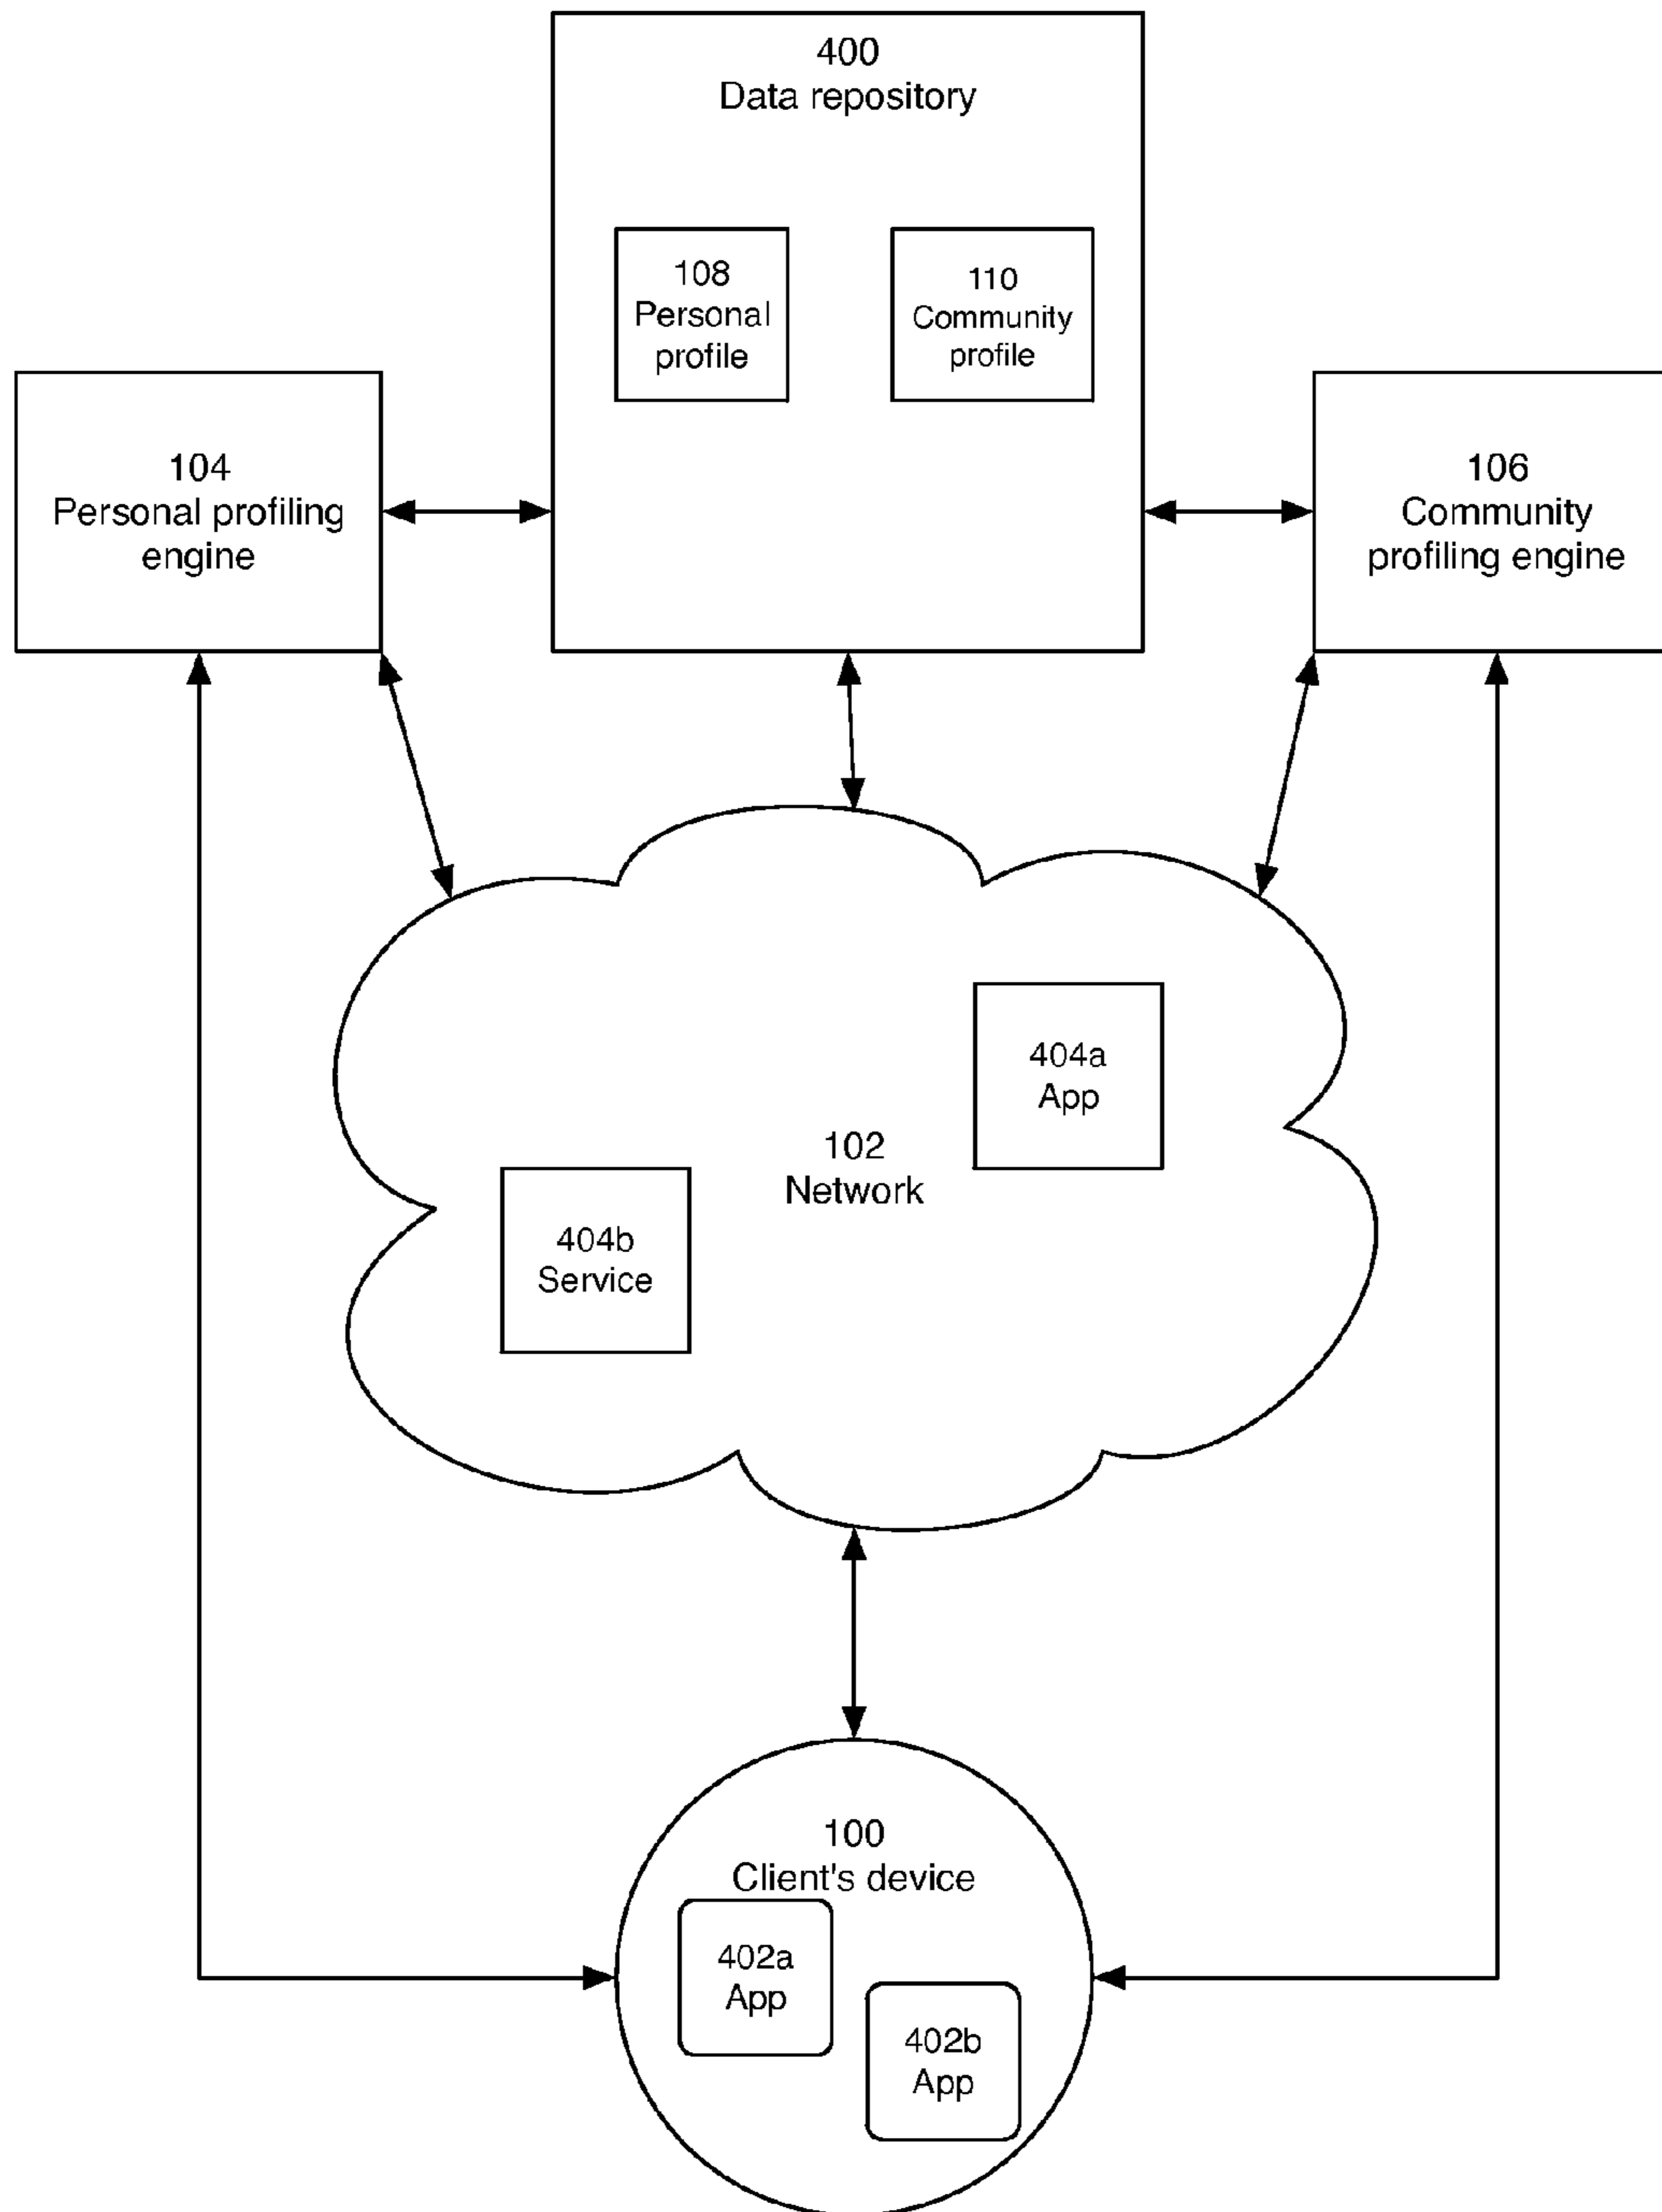 400
Data repository
108
Personal
profile
110
Community
profile
104
Personal profiling
engine
106
Community
profiling engine
404a
App
102
Network
404b
Service
100
Client's device
402a
App
402b
App